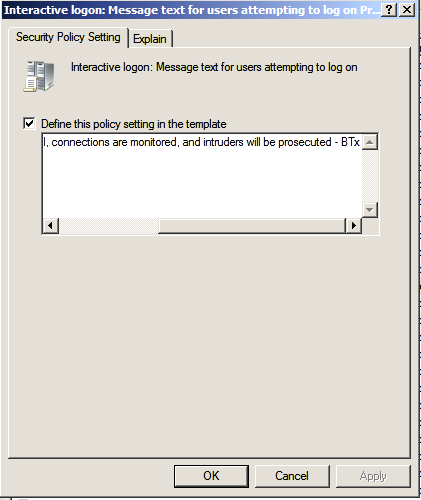 Interactive logon: Message text for users attempting to log on Pr...
Security Policy Setting
Explain
Interactive logon: Message text for users attempting to log on
Define this policy setting in the template
l, connections are monitored, and intruders will be prosecuted - BTx
OK
Cancel
Apply